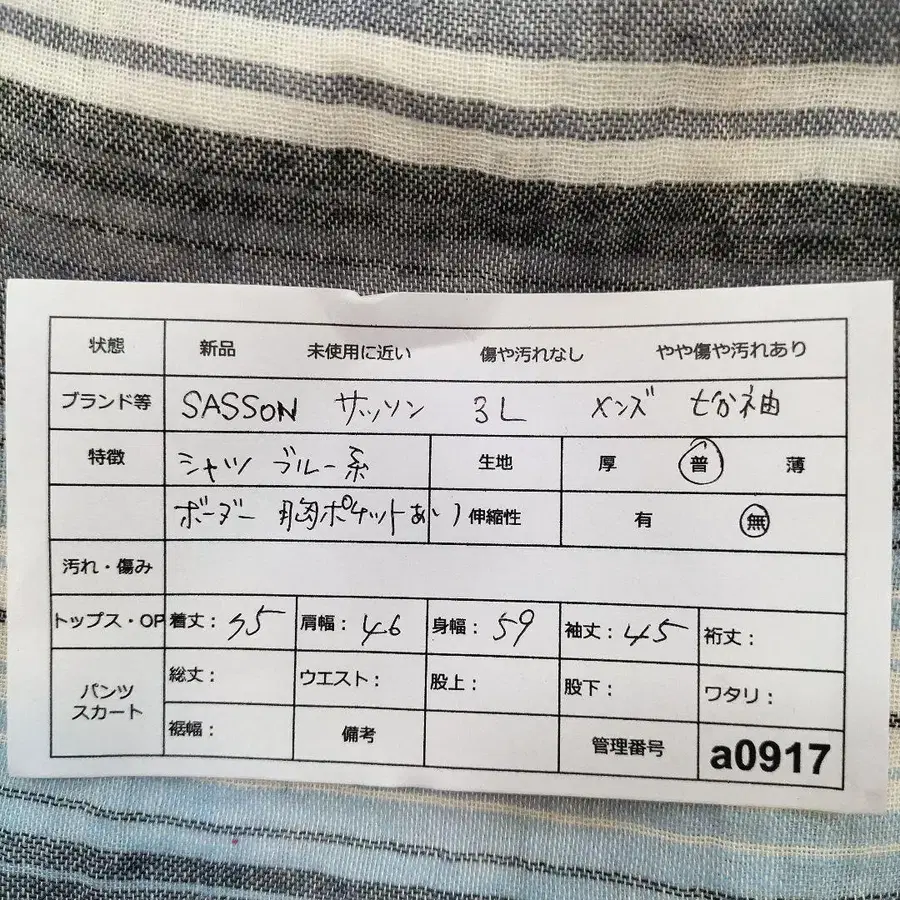 状態 新品 未使用に近い 傷や汚れなし やや傷や汚れあり
ブランド等 SASSON サッソン 3L メンズ 七分袖
特徴 シャツ ブルー系 生地 厚 普 薄
ボーダー 胸ポケットあり 伸縮性 有 無
汚れ・傷み
トップス・OP 着丈： 75 肩幅： 46 身幅： 59 袖丈： 45 裄丈：
パンツ スカート 総丈： ウエスト： 股上： 股下： ワタリ：
裾幅： 備考 管理番号 a0917